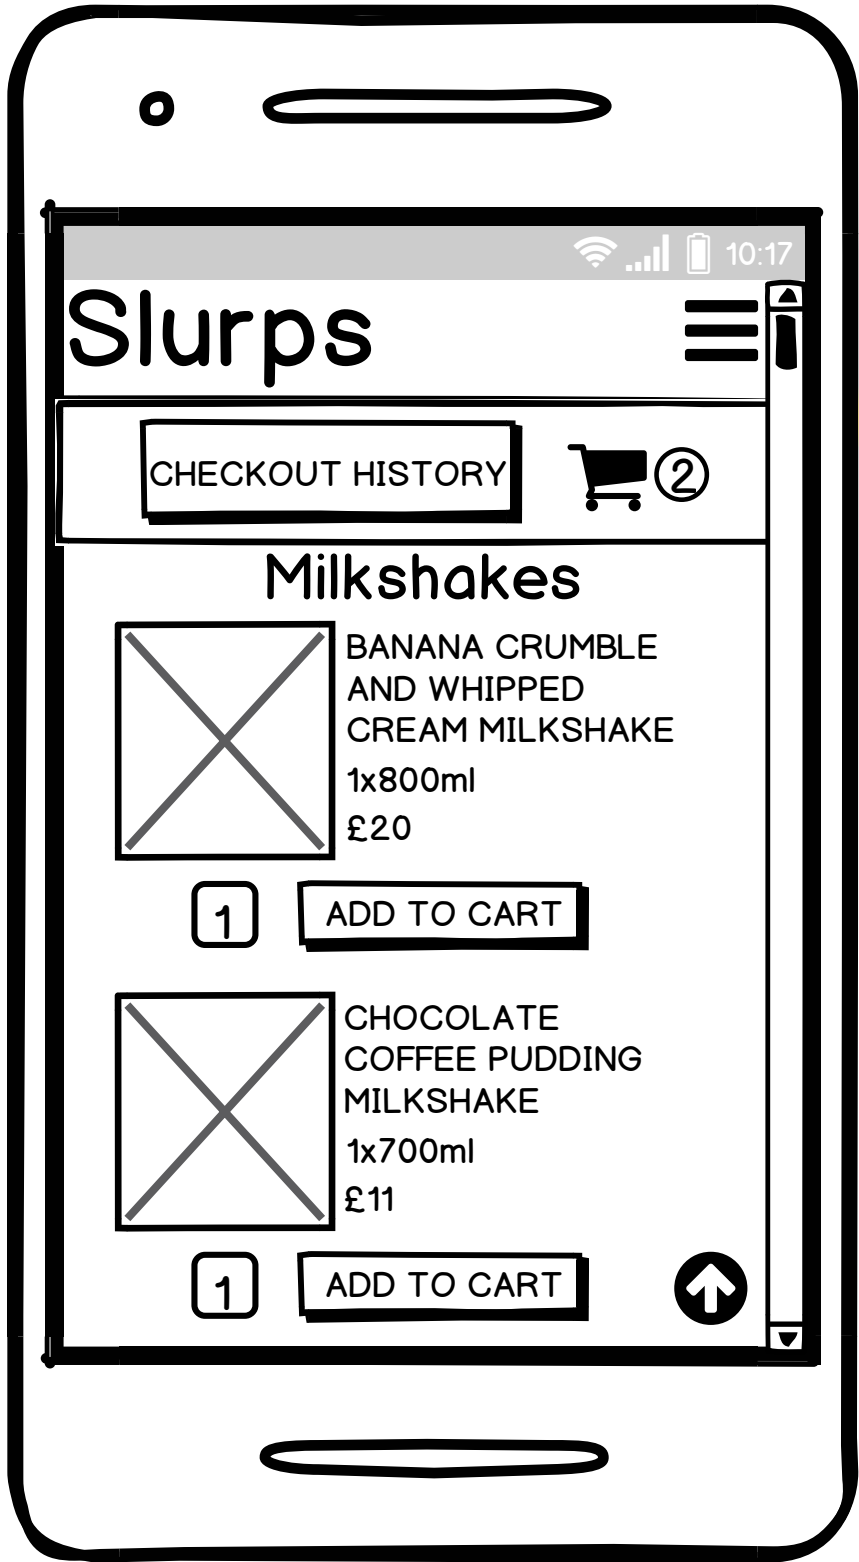 10:17
Slurps
CHECKOUT HISTORY
2
Milkshakes
BANANA CRUMBLE
AND WHIPPED
CREAM MILKSHAKE
1x800ml
£20
1
ADD TO CART
CHOCOLATE
COFFEE PUDDING
MILKSHAKE
1x700ml
£11
1
ADD TO CART